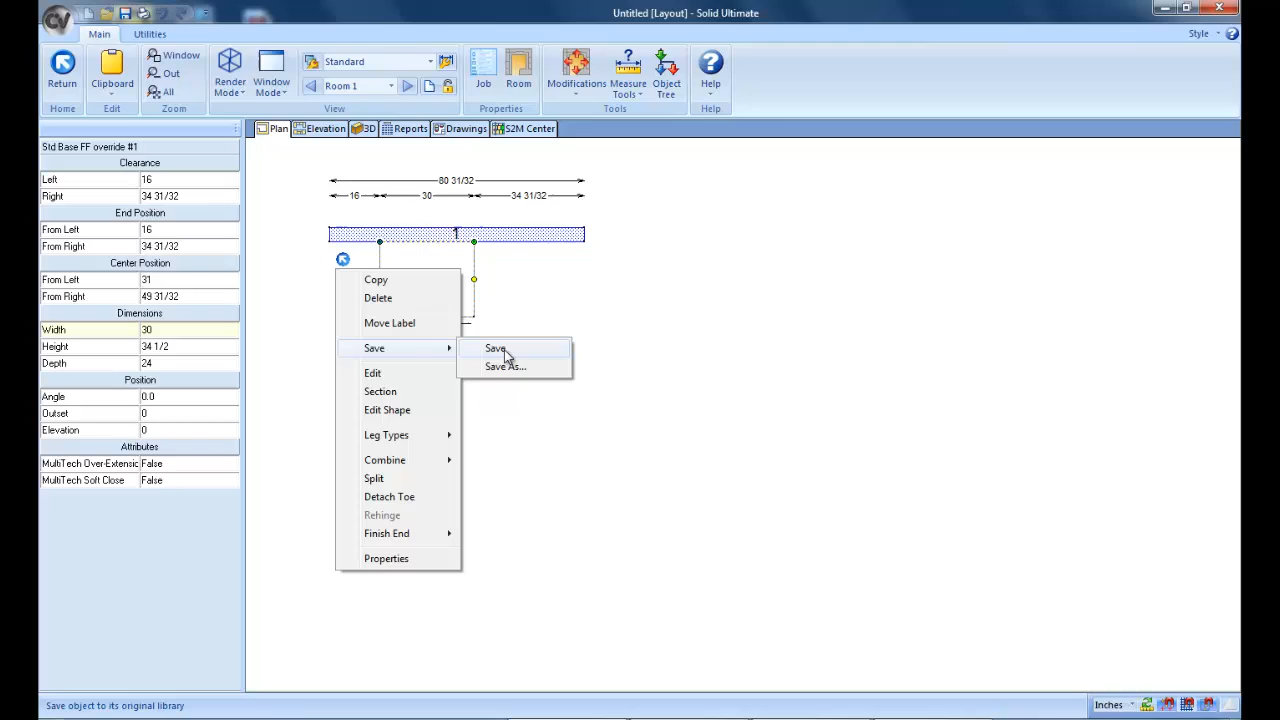 Untitled [Layout] - Solid Ultimate
CV
Main
Utilities
Style
Return
Home
Clipboard
Edit
Window
Out
All
Zoom
Render Mode
Window Mode
Standard
Room 1
View
Job
Room
Properties
Modifications
Measure Tools
Object Tree
Tools
Help
Help
Plan
Elevation
3D
Reports
Drawings
S2M Center
Std Base FF override #1
Clearance
Left 16
Right 34 31/32
End Position
From Left 16
From Right 34 31/32
Center Position
From Left 31
From Right 49 31/32
Dimensions
Width 30
Height 34 1/2
Depth 24
Position
Angle 0.0
Outset 0
Elevation 0
Attributes
MultiTech Over-Extensic False
MultiTech Soft Close False
80 31/32
16 30 34 31/32
1
Copy
Delete
Move Label
Save
Edit
Section
Edit Shape
Leg Types
Combine
Split
Detach Toe
Rehinge
Finish End
Properties
Save
Save As...
Save object to its original library
Inches